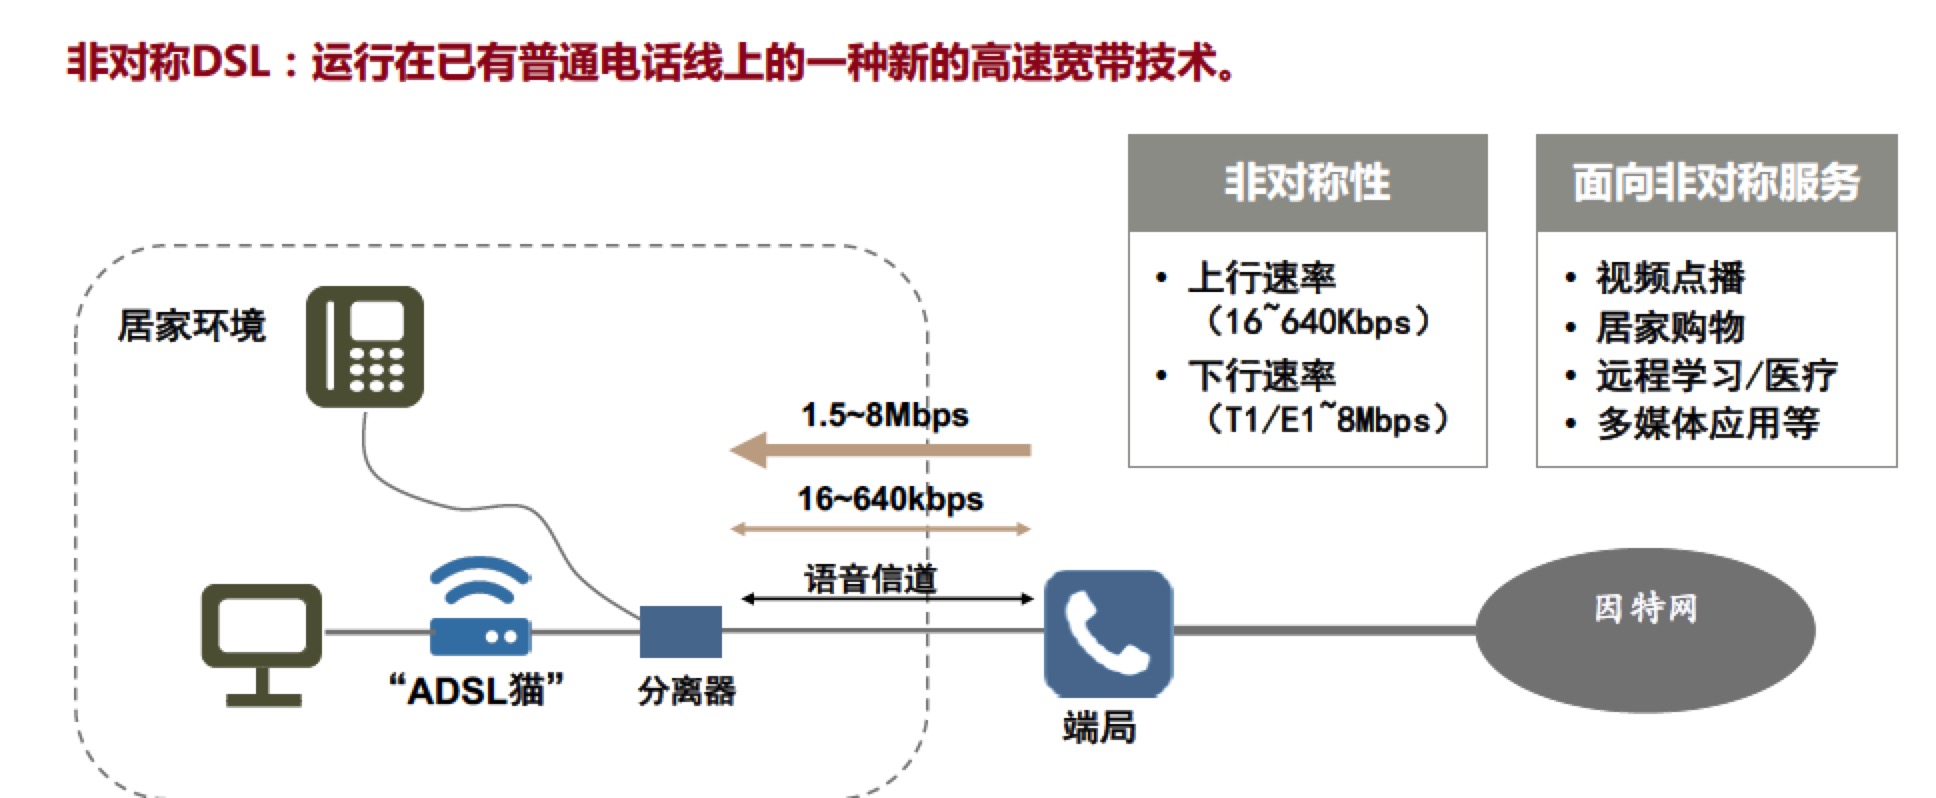 非对称DSL：运行在已有普通电话线上的一种新的高速宽带技术。
非对称性
• 上行速率
（16~640Kbps）
• 下行速率
（T1/E1~8Mbps）
面向非对称服务
• 视频点播
• 居家购物
• 远程学习/医疗
• 多媒体应用等
居家环境
1.5~8Mbps
16~640kbps
语音信道
“ADSL猫”
分离器
端局
因特网